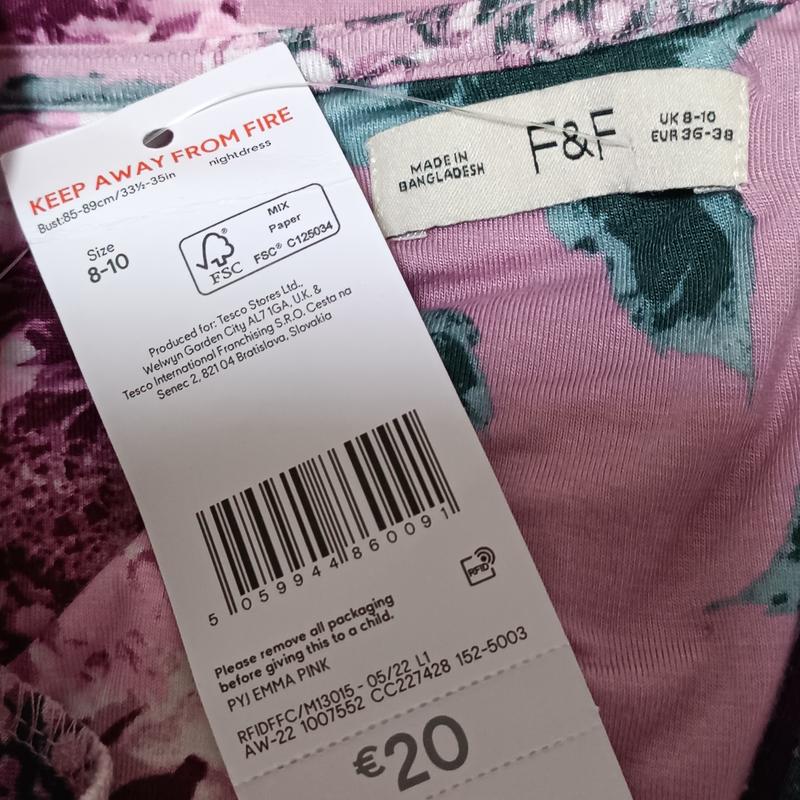 KEEP AWAY FROM FIRE
nightdress
Bust:85-89cm/33½-35in
Size
8-10
MIX
Paper
FSC® C125034
FSC
®
Produced for: Tesco Stores Ltd.,
Welwyn Garden City AL7 1GA, U.K. &
Tesco International Franchising S.R.O. Cesta na
Senec 2, 821 04 Bratislava, Slovakia
5 059944 860091
RFID
Please remove all packaging
before giving this to a child.
PYJ EMMA PINK
RFIDFFC/M13015 - 05/22 L1
AW-22 1007552 CC227428 152-5003
€20
MADE IN
BANGLADESH
F&F
UK 8-10
EUR 36-38